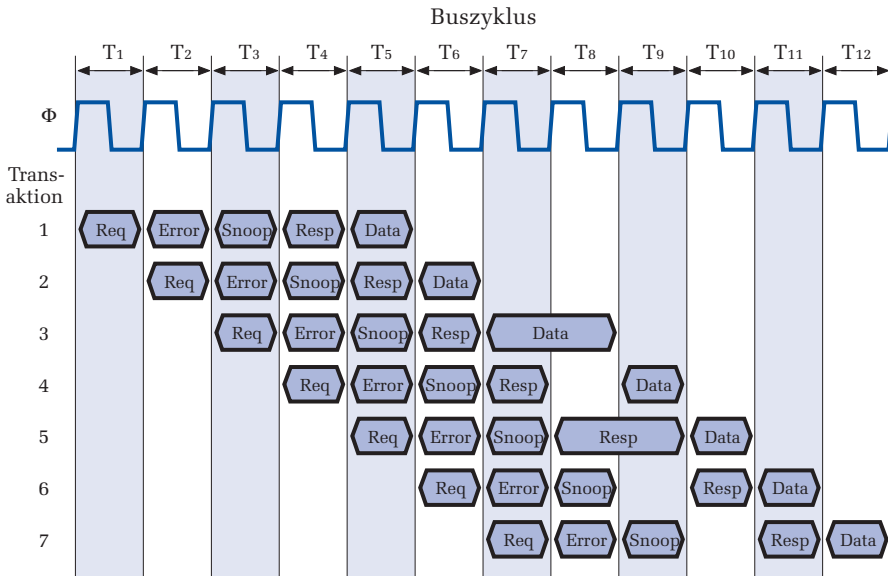 Buszyklus
T1 T2 T3 T4 T5 T6 T7 T8 T9 T10 T11 T12
Φ
Trans-
aktion
1 Req Error Snoop Resp Data
2 Req Error Snoop Resp Data
3 Req Error Snoop Resp Data
4 Req Error Snoop Resp Data
5 Req Error Snoop Resp Data
6 Req Error Snoop Resp Data
7 Req Error Snoop Resp Data